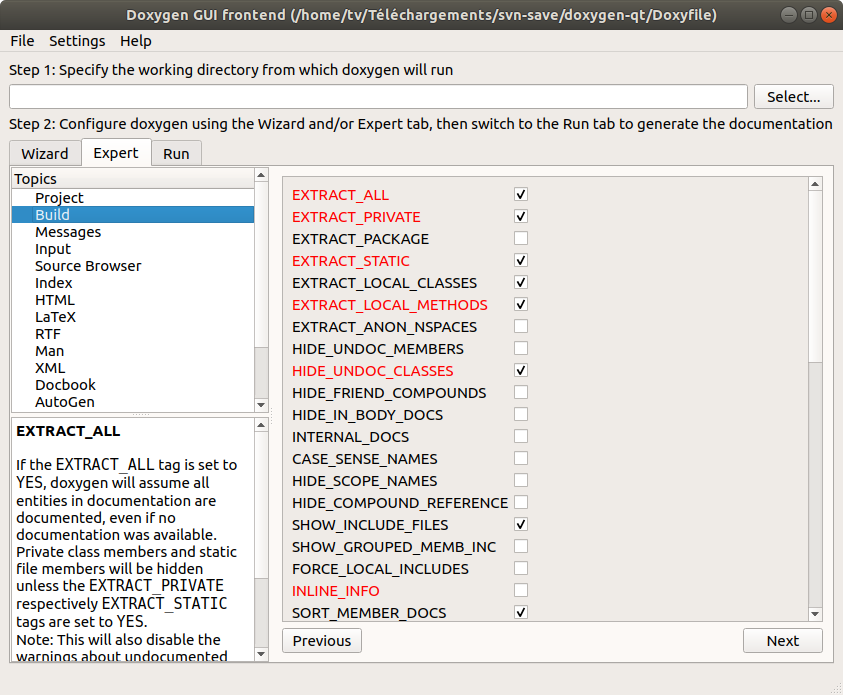 Doxygen GUI frontend (/home/tv/Téléchargements/svn-save/doxygen-qt/Doxyfile)
File Settings Help
Step 1: Specify the working directory from which doxygen will run
Select...
Step 2: Configure doxygen using the Wizard and/or Expert tab, then switch to the Run tab to generate the documentation
Wizard Expert Run
Topics
Project
Build
Messages
Input
Source Browser
Index
HTML
LaTeX
RTF
Man
XML
Docbook
AutoGen
EXTRACT_ALL
If the EXTRACT_ALL tag is set to
YES, doxygen will assume all
entities in documentation are
documented, even if no
documentation was available.
Private class members and static
file members will be hidden
unless the EXTRACT_PRIVATE
respectively EXTRACT_STATIC
tags are set to YES.
Note: This will also disable the
warnings about undocumented
EXTRACT_ALL
EXTRACT_PRIVATE
EXTRACT_PACKAGE
EXTRACT_STATIC
EXTRACT_LOCAL_CLASSES
EXTRACT_LOCAL_METHODS
EXTRACT_ANON_NSPACES
HIDE_UNDOC_MEMBERS
HIDE_UNDOC_CLASSES
HIDE_FRIEND_COMPOUNDS
HIDE_IN_BODY_DOCS
INTERNAL_DOCS
CASE_SENSE_NAMES
HIDE_SCOPE_NAMES
HIDE_COMPOUND_REFERENCE
SHOW_INCLUDE_FILES
SHOW_GROUPED_MEMB_INC
FORCE_LOCAL_INCLUDES
INLINE_INFO
SORT_MEMBER_DOCS
Previous Next